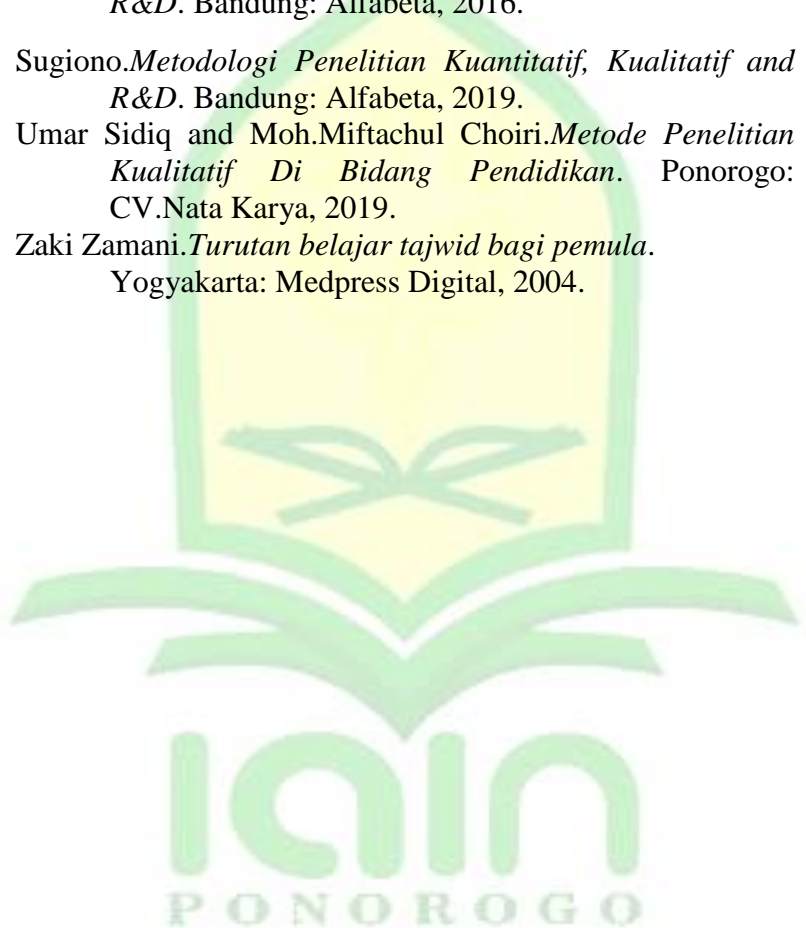 R&D. Bandung: Alfabeta, 2016.
Sugiono.Metodologi Penelitian Kuantitatif, Kualitatif and
R&D. Bandung: Alfabeta, 2019.
Umar Sidiq and Moh.Miftachul Choiri.Metode Penelitian
Kualitatif Di Bidang Pendidikan. Ponorogo:
CV.Nata Karya, 2019.
Zaki Zamani.Turutan belajar tajwid bagi pemula.
Yogyakarta: Medpress Digital, 2004.
iain
PONOROGO